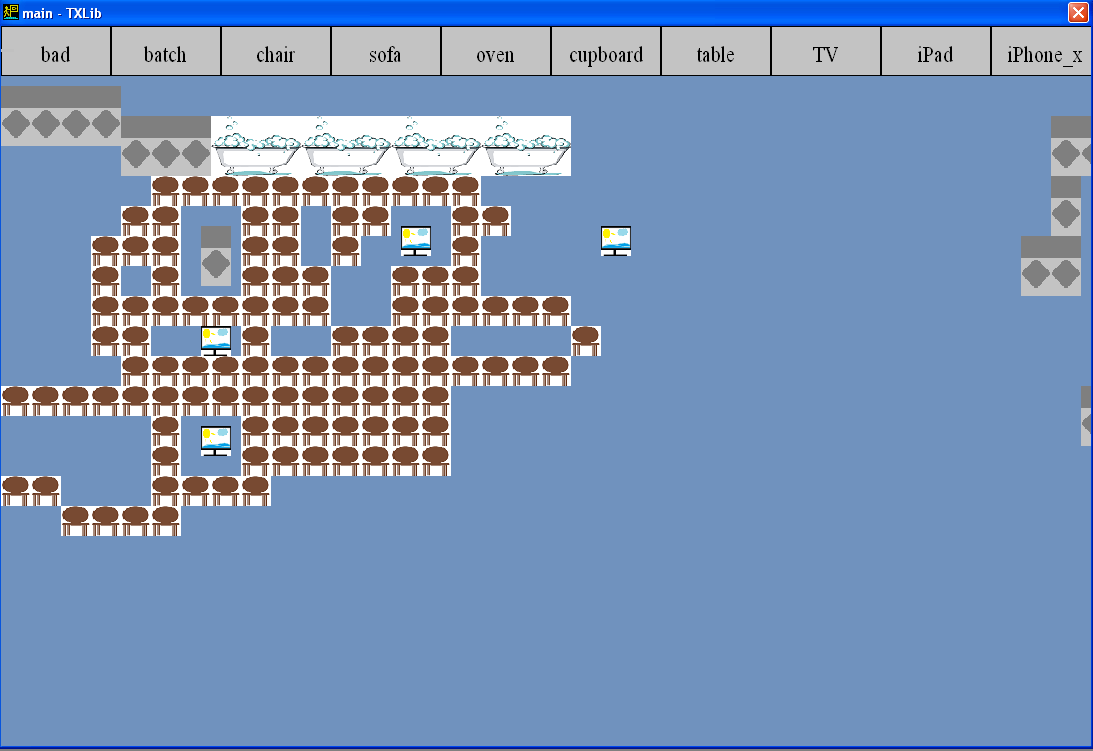 main - TXLib
bad batch chair sofa oven cupboard table TV iPad iPhone_x